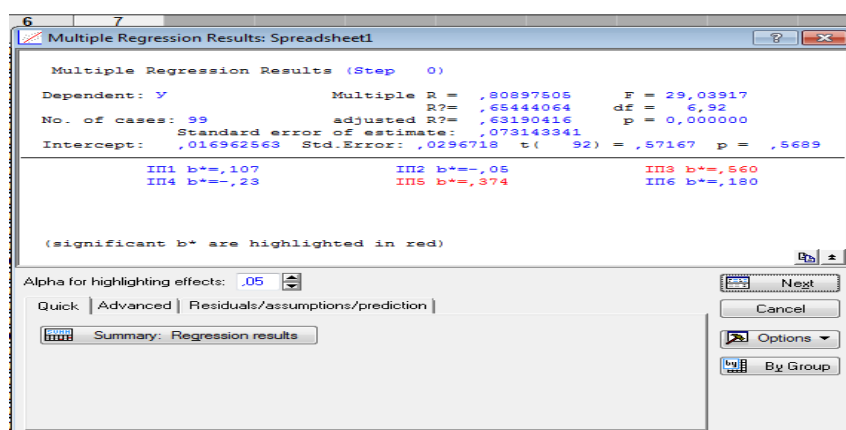 6 7
Multiple Regression Results: Spreadsheet1
Multiple Regression Results (Step 0)
Dependent: У Multiple R = ,80897505 F = 29,03917
R?= ,65444064 df = 6,92
No. of cases: 99 adjusted R?= ,63190416 p = 0,000000
Standard error of estimate: ,073143341
Intercept: ,016962563 Std.Error: ,0296718 t( 92) = ,57167 p = ,5689
ІП1 b*=,107 ІП2 b*=-,05 ІП3 b*=,560
ІП4 b*=-,23 ІП5 b*=,374 ІП6 b*=,180
(significant b* are highlighted in red)
Alpha for highlighting effects: ,05
Next
Quick Advanced Residuals/assumptions/prediction
Cancel
Summary: Regression results
Options
By Group